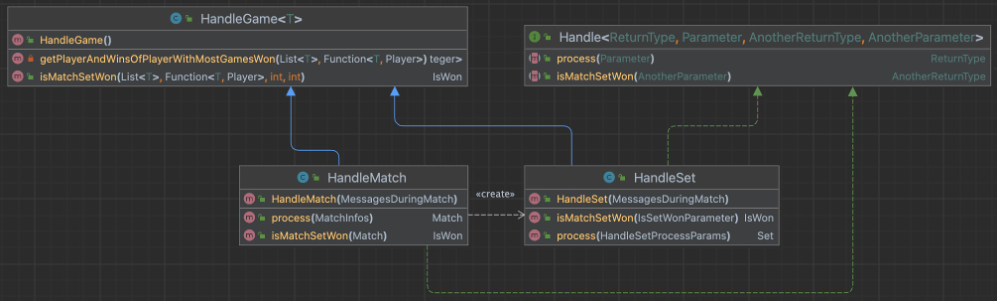 HandleGame<T>
HandleGame()
getPlayerAndWinsOfPlayerWithMostGamesWon(List<T>, Function<T, Player>) teger>
isMatchSetWon(List<T>, Function<T, Player>, int, int) IsWon
Handle<ReturnType, Parameter, AnotherReturnType, AnotherParameter>
process(Parameter) ReturnType
isMatchSetWon(AnotherParameter) AnotherReturnType
HandleMatch
HandleMatch(MessagesDuringMatch)
process(MatchInfos) Match
isMatchSetWon(Match) IsWon
«create»
HandleSet
HandleSet(MessagesDuringMatch)
isMatchSetWon(IsSetWonParameter) IsWon
process(HandleSetProcessParams) Set